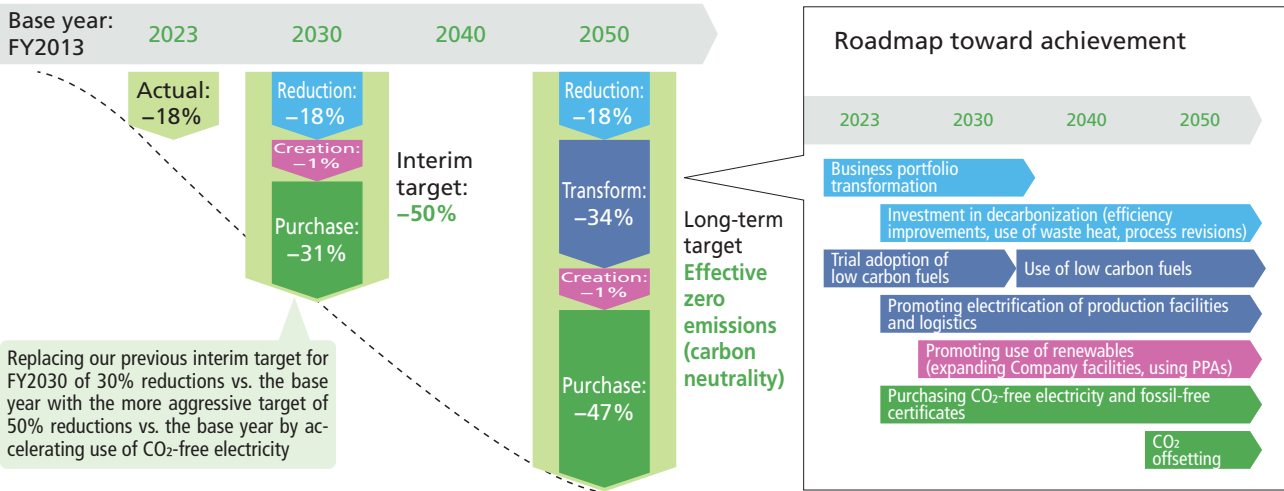 Base year:
FY2013
2023
2030
2040
2050
Actual:
–18%
Reduction:
–18%
Creation:
–1%
Purchase:
–31%
Interim
target:
–50%
Reduction:
–18%
Transform:
–34%
Creation:
–1%
Purchase:
–47%
Long-term
target
Effective
zero
emissions
(carbon
neutrality)
Replacing our previous interim target for
FY2030 of 30% reductions vs. the base
year with the more aggressive target of
50% reductions vs. the base year by ac-
celerating use of CO₂-free electricity
Roadmap toward achievement
2023
2030
2040
2050
Business portfolio
transformation
Investment in decarbonization (efficiency
improvements, use of waste heat, process revisions)
Trial adoption of
low carbon fuels
Use of low carbon fuels
Promoting electrification of production facilities
and logistics
Promoting use of renewables
(expanding Company facilities, using PPAs)
Purchasing CO₂-free electricity and fossil-free
certificates
CO₂
offsetting